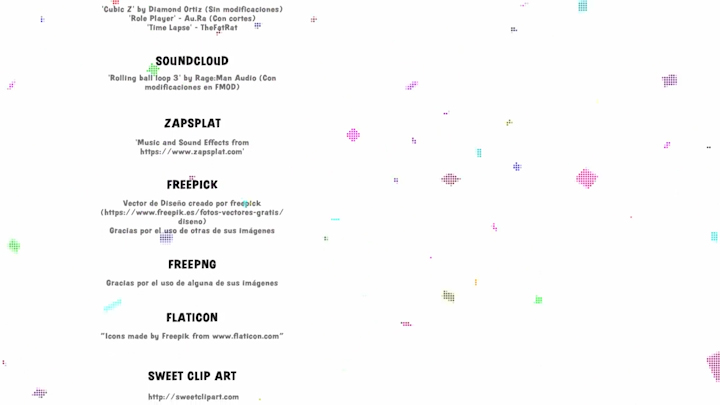 'Cubic Z' by Diamond Ortiz (Sin modificaciones)
'Role Player' - Au.Ra (Con cortes)
'Time Lapse' - TheFatRat
SOUNDCLOUD
'Rolling ball loop 3' by Rage:Man Audio (Con
modificaciones en FMOD)
ZAPSPLAT
'Music and Sound Effects from
https://www.zapsplat.com'
FREEPICK
Vector de Diseño creado por freepick
(https://www.freepik.es/fotos-vectores-gratis/
diseno)
Gracias por el uso de otras de sus imágenes
FREEPNG
Gracias por el uso de alguna de sus imágenes
FLATICON
"Icons made by Freepik from www.flaticon.com"
SWEET CLIP ART
http://sweetclipart.com